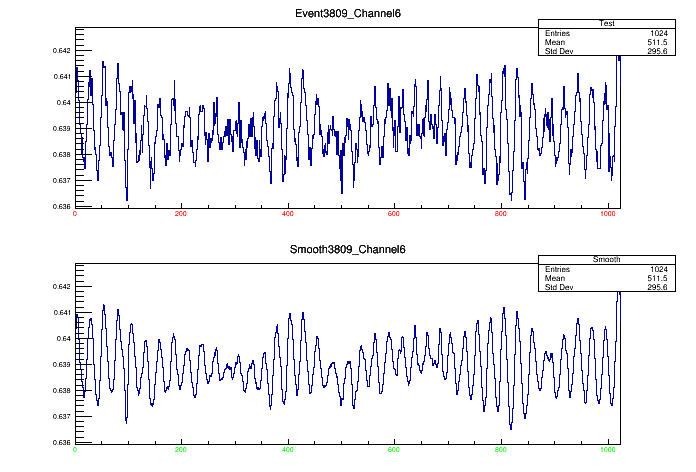 Event3809_Channel6
Test
Entries 1024
Mean 511.5
Std Dev 295.6
0.642
0.641
0.64
0.639
0.638
0.637
0.636
0 200 400 600 800 1000
Smooth3809_Channel6
Smooth
Entries 1024
Mean 511.5
Std Dev 295.6
0.642
0.641
0.64
0.639
0.638
0.637
0.636
0 200 400 600 800 1000